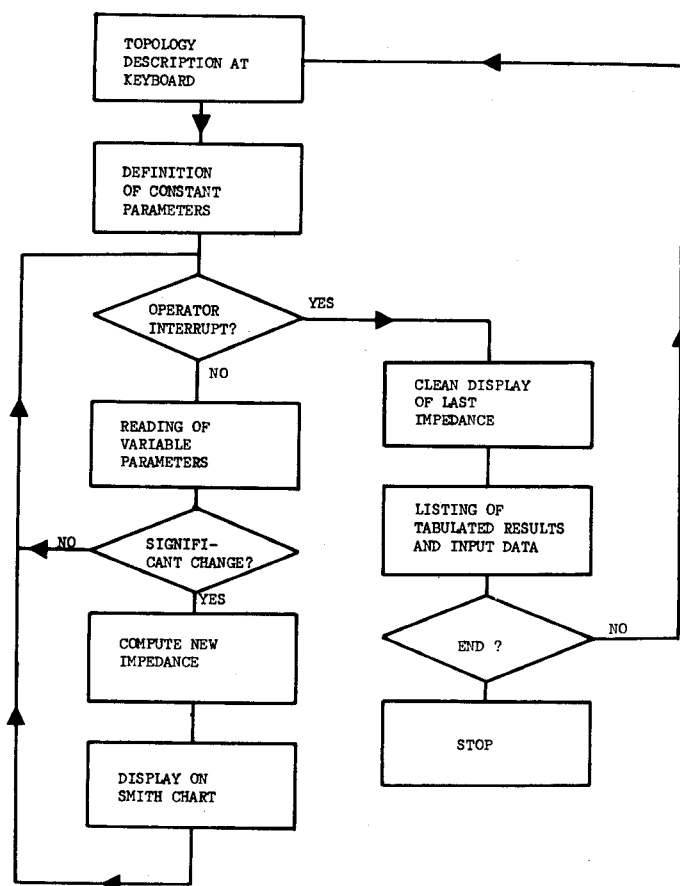 TOPOLOGY
DESCRIPTION AT
KEYBOARD
DEFINITION
OF CONSTANT
PARAMETERS
OPERATOR
INTERRUPT?
YES
NO
READING OF
VARIABLE
PARAMETERS
SIGNIFI-
CANT CHANGE?
NO
YES
COMPUTE NEW
IMPEDANCE
DISPLAY ON
SMITH CHART
CLEAN DISPLAY
OF LAST
IMPEDANCE
LISTING OF
TABULATED RESULTS
AND INPUT DATA
END ?
NO
STOP